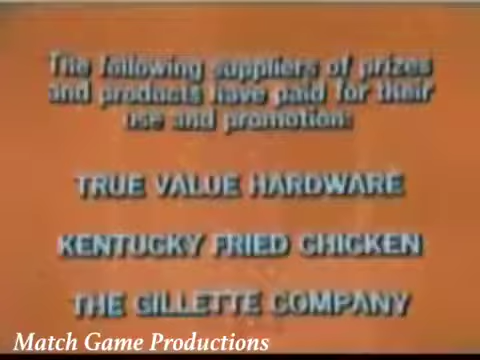 The following suppliers of prizes
and products have paid for their
use and promotion:
TRUE VALUE HARDWARE
KENTUCKY FRIED CHICKEN
THE GILLETTE COMPANY
Match Game Productions